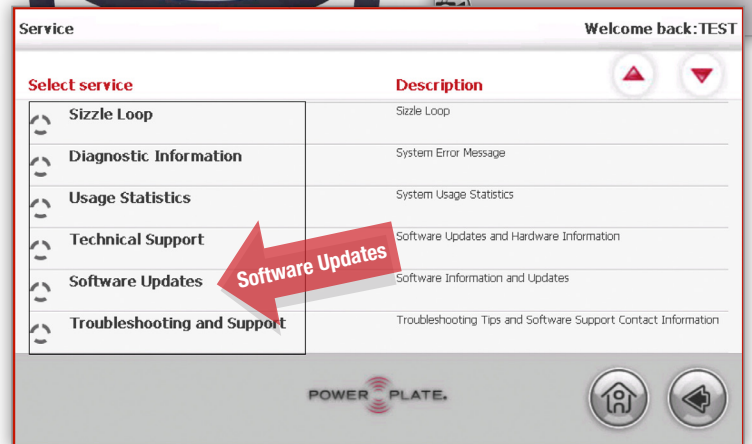 Service Welcome back:TEST
Select service Description
Sizzle Loop Sizzle Loop
Diagnostic Information System Error Message
Usage Statistics System Usage Statistics
Technical Support Software Updates and Hardware Information
Software Updates Software Updates Software Information and Updates
Troubleshooting and Support Troubleshooting Tips and Software Support Contact Information
POWER PLATE.